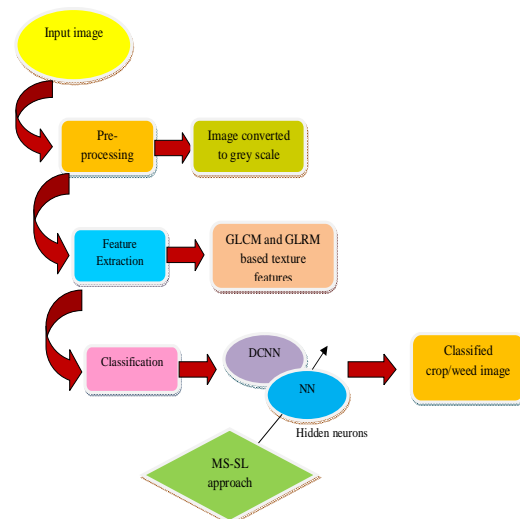 Input image
Pre-
processing
Image converted
to grey scale
Feature
Extraction
GLCM and GLRM
based texture
features
Classification
DCNN
NN
Hidden neurons
Classified
crop/weed image
MS-SL
approach